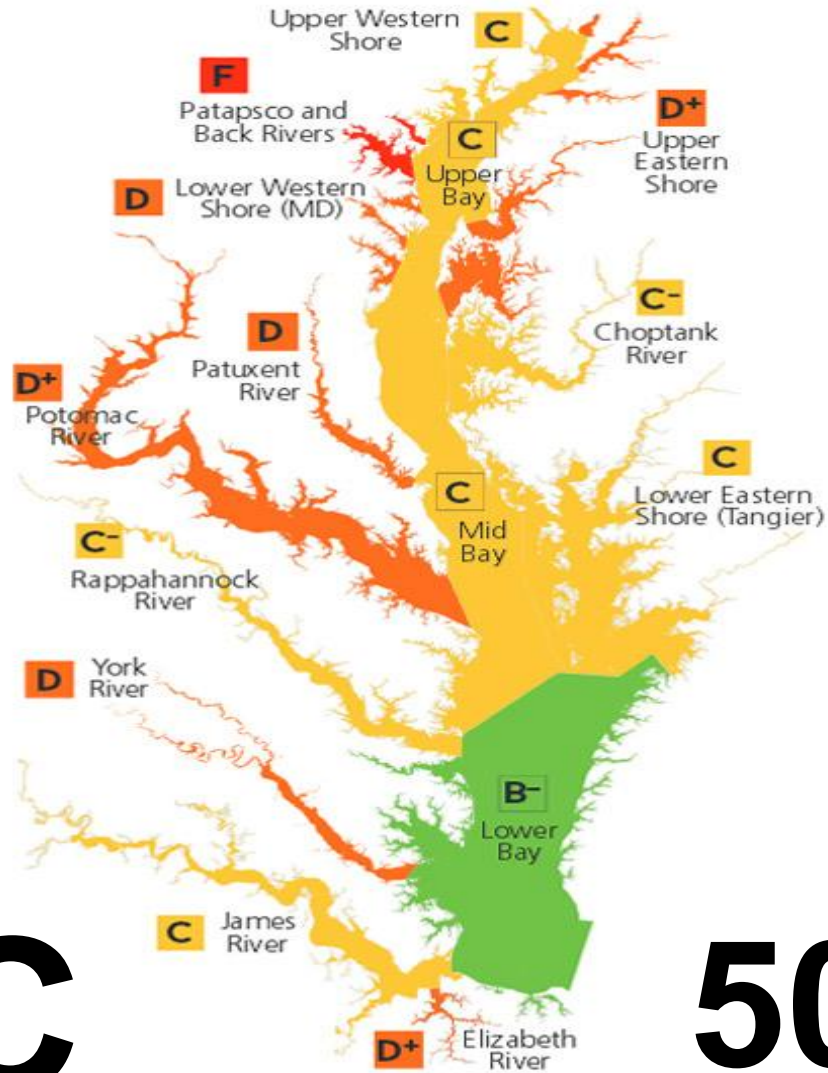 Upper Western
Shore
C
F
Patapsco and
Back Rivers
D+
Upper
Eastern
Shore
C
Upper
Bay
D
Lower Western
Shore (MD)
C-
Choptank
River
D
Patuxent
River
D+
Potomac
River
C
Lower Eastern
Shore (Tangier)
C
Mid
Bay
C-
Rappahannock
River
D
York
River
B-
Lower
Bay
C
James
River
C
50
D+
Elizabeth
River